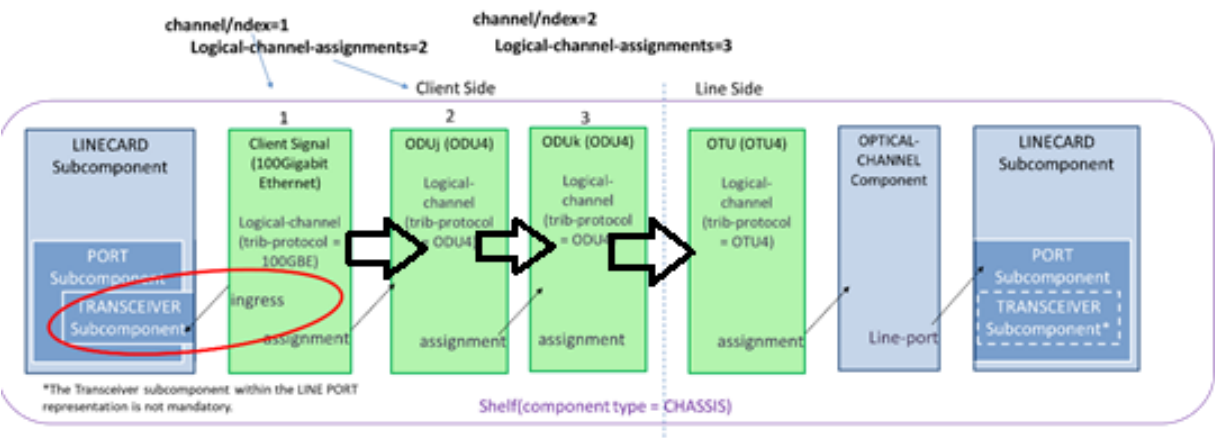 channel/ndex=1
Logical-channel-assignments=2
channel/ndex=2
Logical-channel-assignments=3
Client Side
Line Side
LINECARD
Subcomponent
PORT
Subcomponent
TRANSCEIVER
Subcomponent
1
Client Signal
(100Gigabit
Ethernet)
Logical-channel
(trib-protocol =
100GBE)
ingress
assignment
2
ODUj (ODU4)
Logical-
channel
(trib-protocol
= ODU4)
assignment
3
ODUk (ODU4)
Logical-
channel
(trib-protocol
= ODU4
assignment
OTU (OTU4)
Logical-
channel
(trib-protocol
= OTU4)
assignment
OPTICAL-
CHANNEL
Component
Line-port
LINECARD
Subcomponent
PORT
Subcomponent
TRANSCEIVER
Subcomponent*
*The Transceiver subcomponent within the LINE PORT
representation is not mandatory.
Shelf(component type = CHASSIS)